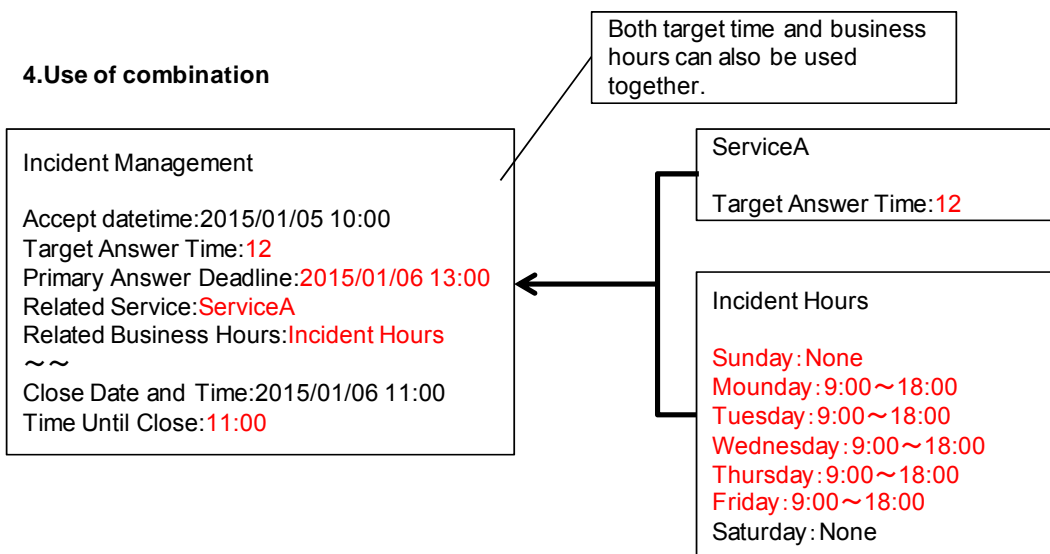 Both target time and business
hours can also be used
together.
4.Use of combination
Incident Management
Accept datetime:2015/01/05 10:00
Target Answer Time:12
Primary Answer Deadline:2015/01/06 13:00
Related Service:ServiceA
Related Business Hours:Incident Hours
～～
Close Date and Time:2015/01/06 11:00
Time Until Close:11:00
ServiceA
Target Answer Time:12
Incident Hours
Sunday：None
Mounday：9:00～18:00
Tuesday：9:00～18:00
Wednesday：9:00～18:00
Thursday：9:00～18:00
Friday：9:00～18:00
Saturday：None